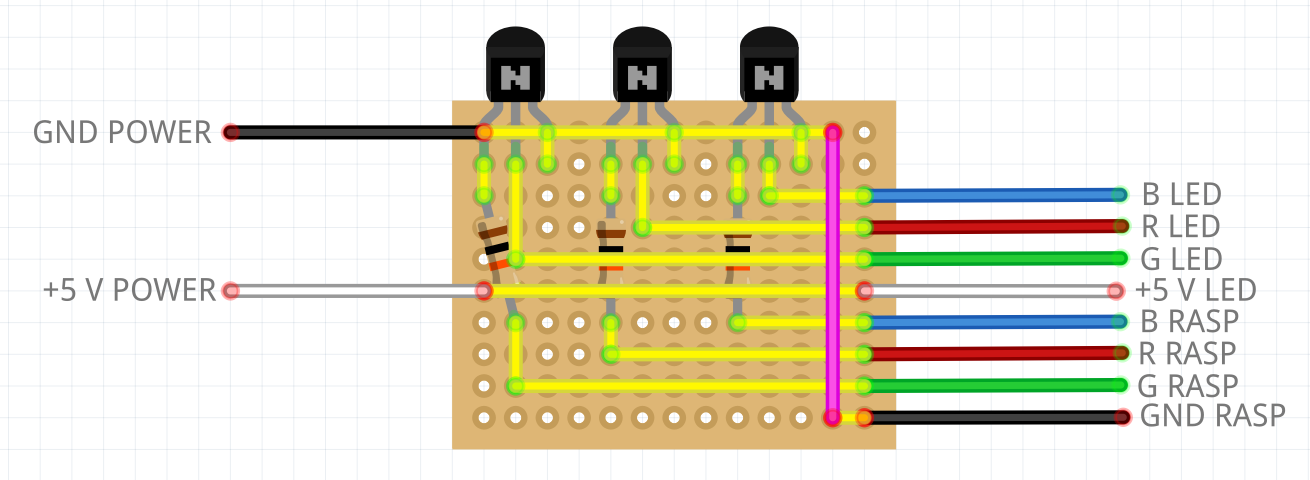 N N N
GND POWER
+5 V POWER
B LED
R LED
G LED
+5 V LED
B RASP
R RASP
G RASP
GND RASP